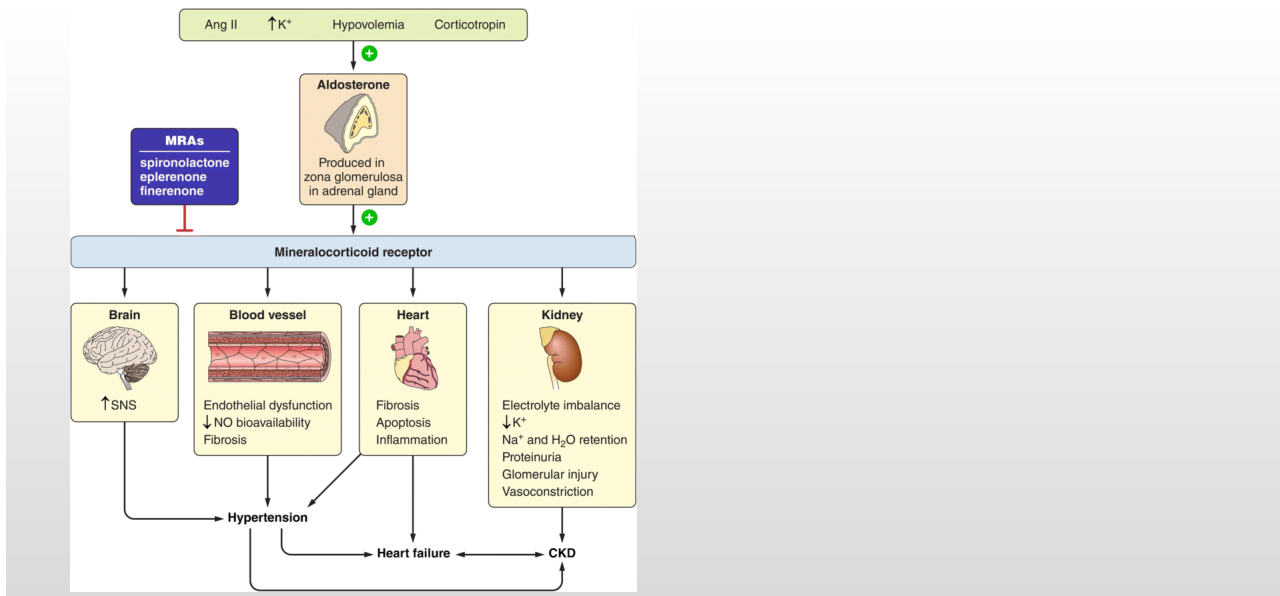 Ang II ↑K⁺ Hypovolemia Corticotropin
+
Aldosterone
Produced in
zona glomerulosa
in adrenal gland
MRAs
spironolactone
eplerenone
finerenone
+
Mineralocorticoid receptor
Brain
↑SNS
Blood vessel
Endothelial dysfunction
↓NO bioavailability
Fibrosis
Heart
Fibrosis
Apoptosis
Inflammation
Kidney
Electrolyte imbalance
↓K⁺
Na⁺ and H₂O retention
Proteinuria
Glomerular injury
Vasoconstriction
Hypertension
Heart failure
CKD